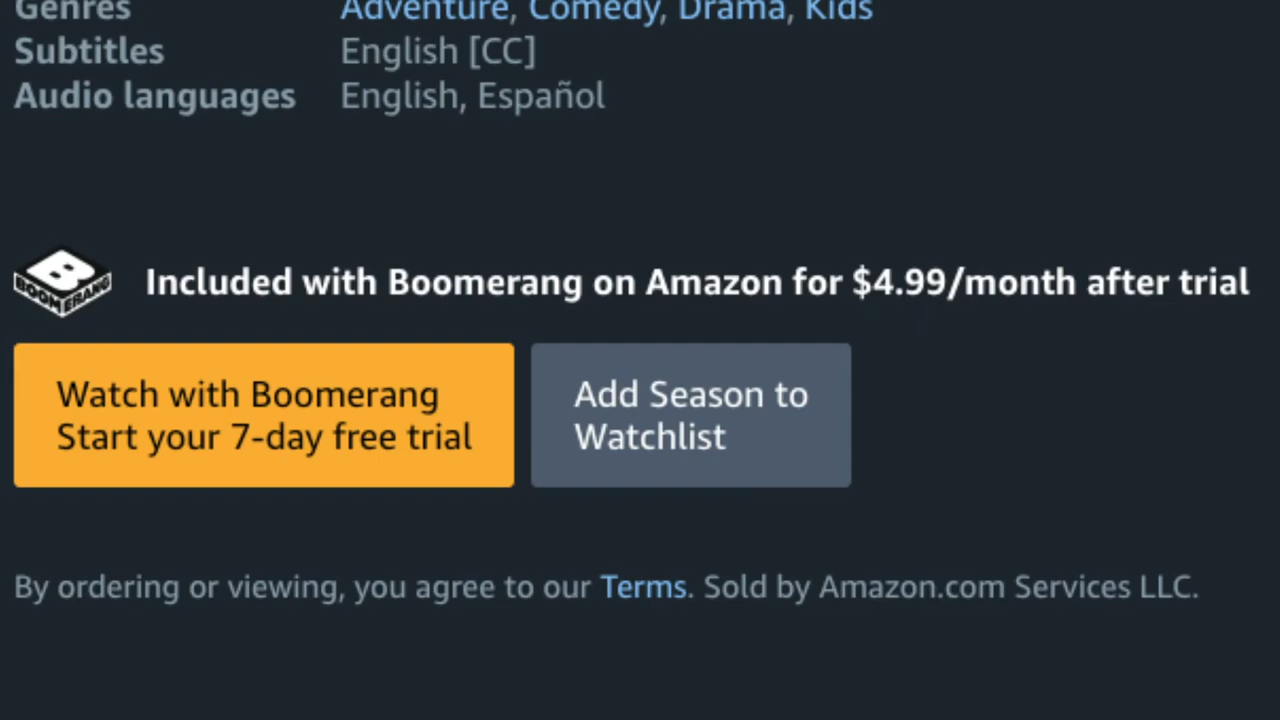 Genres Adventure, Comedy, Drama, Kids
Subtitles English [CC]
Audio languages English, Español
B
BOOMERANG
Included with Boomerang on Amazon for $4.99/month after trial
Watch with Boomerang
Start your 7-day free trial
Add Season to
Watchlist
By ordering or viewing, you agree to our Terms. Sold by Amazon.com Services LLC.